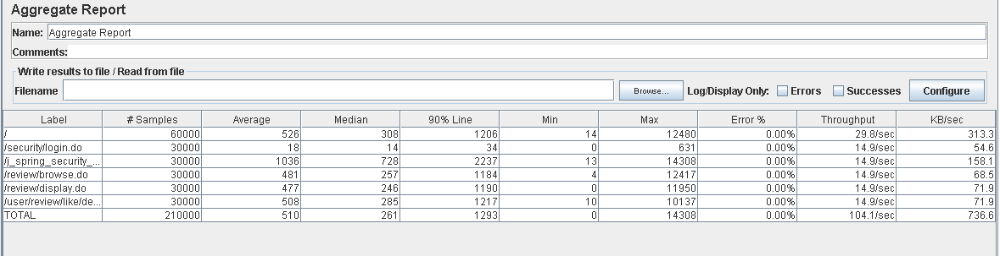 Aggregate Report
Name: Aggregate Report
Comments:
Write results to file / Read from file
Filename Browse... Log/Display Only: Errors Successes Configure
Label # Samples Average Median 90% Line Min Max Error % Throughput KB/sec
/ 60000 526 308 1206 14 12480 0.00% 29.8/sec 313.3
/security/login.do 30000 18 14 34 0 631 0.00% 14.9/sec 54.6
/j_spring_security_... 30000 1036 728 2237 13 14308 0.00% 14.9/sec 158.1
/review/browse.do 30000 481 257 1184 4 12417 0.00% 14.9/sec 68.5
/review/display.do 30000 477 246 1190 0 11950 0.00% 14.9/sec 71.9
/user/review/like/de... 30000 508 285 1217 10 10137 0.00% 14.9/sec 71.9
TOTAL 210000 510 261 1293 0 14308 0.00% 104.1/sec 736.6